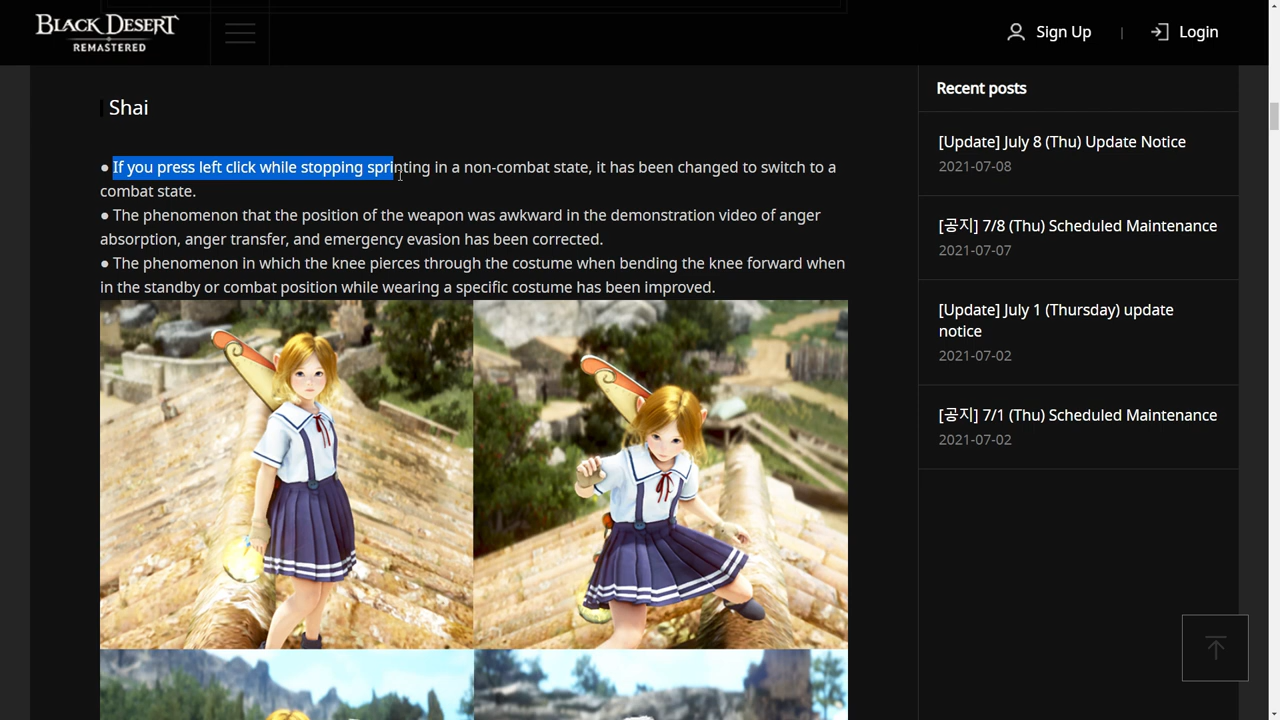 BLACK DESERT
REMASTERED
Sign Up
|
Login
Shai
● If you press left click while stopping sprinting in a non-combat state, it has been changed to switch to a
combat state.
● The phenomenon that the position of the weapon was awkward in the demonstration video of anger
absorption, anger transfer, and emergency evasion has been corrected.
● The phenomenon in which the knee pierces through the costume when bending the knee forward when
in the standby or combat position while wearing a specific costume has been improved.
Recent posts
[Update] July 8 (Thu) Update Notice
2021-07-08
[공지] 7/8 (Thu) Scheduled Maintenance
2021-07-07
[Update] July 1 (Thursday) update
notice
2021-07-02
[공지] 7/1 (Thu) Scheduled Maintenance
2021-07-02